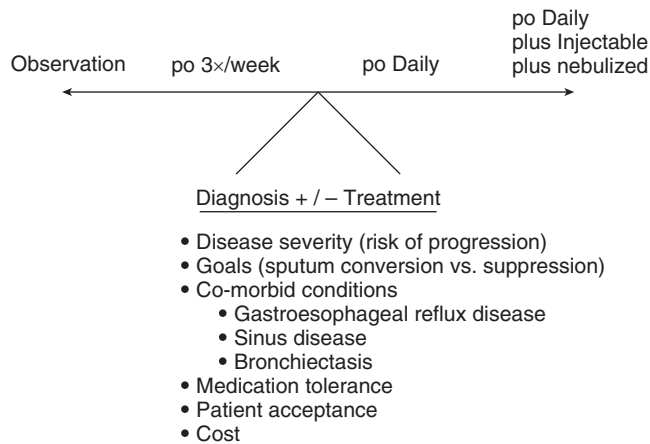 po Daily
plus Injectable
plus nebulized
Observation po 3×/week po Daily
Diagnosis + / – Treatment
• Disease severity (risk of progression)
• Goals (sputum conversion vs. suppression)
• Co-morbid conditions
• Gastroesophageal reflux disease
• Sinus disease
• Bronchiectasis
• Medication tolerance
• Patient acceptance
• Cost